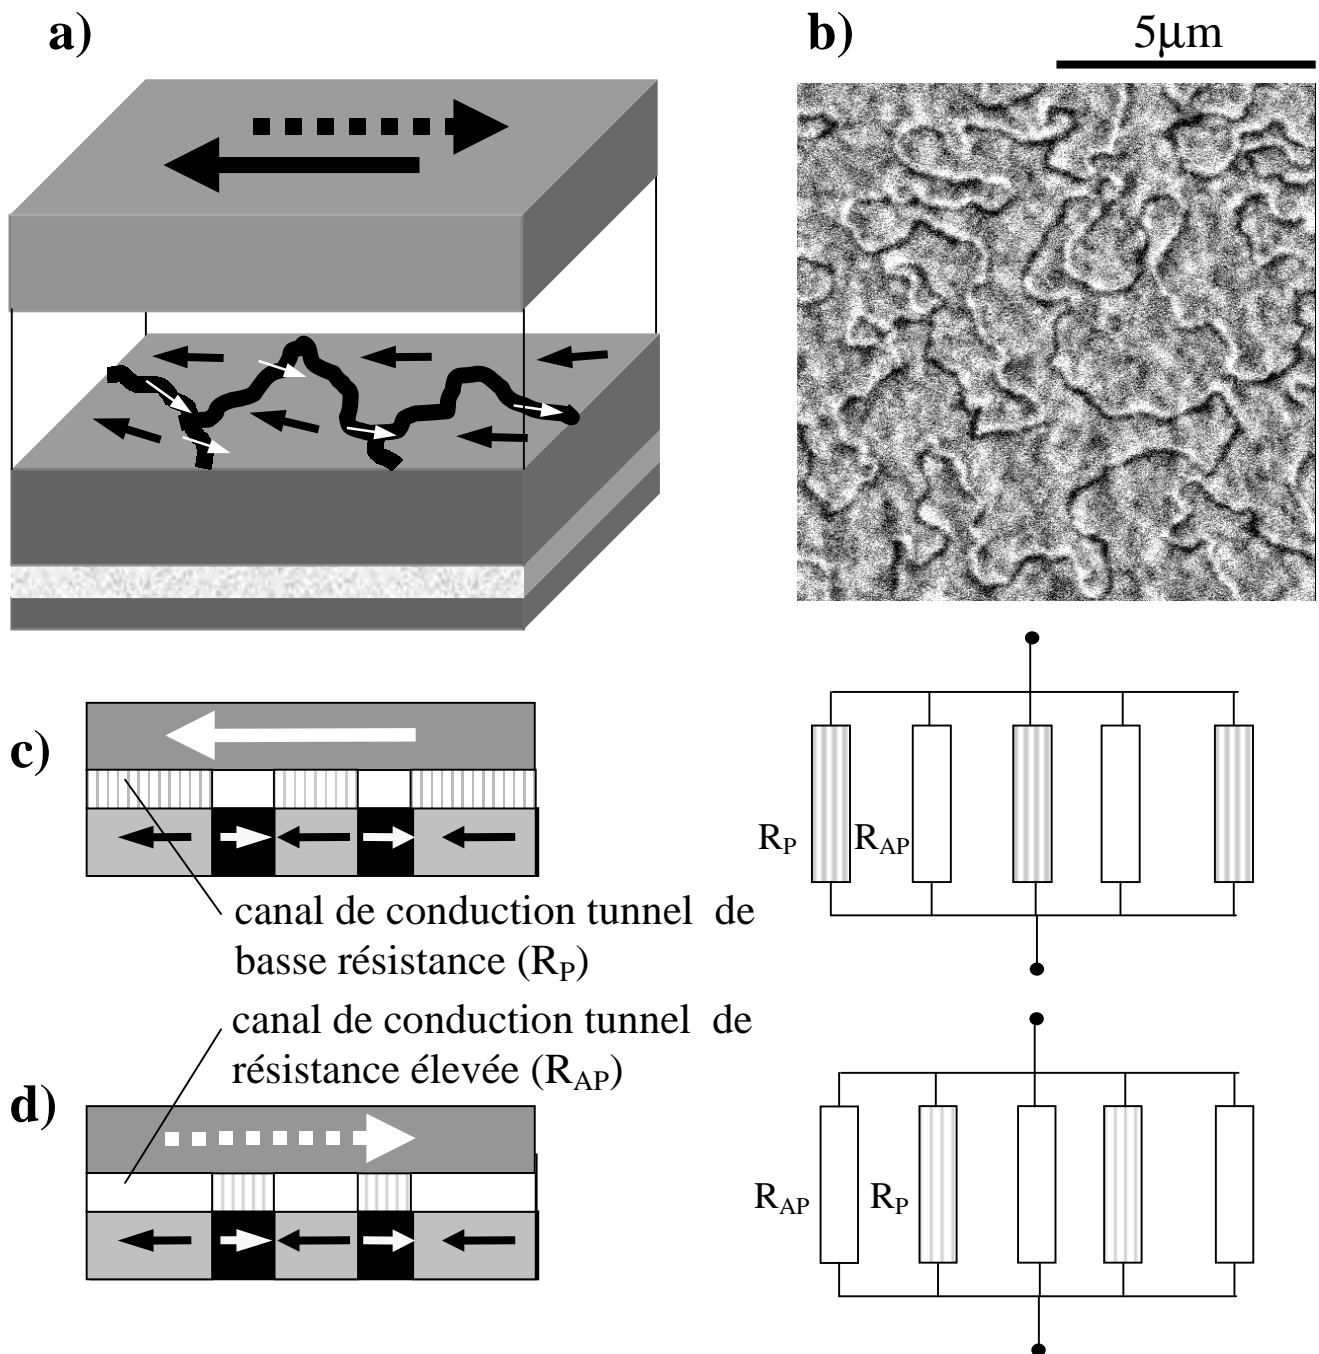 a)
b)
5μm
c)
R_P
R_AP
canal de conduction tunnel de
basse résistance (R_P)
canal de conduction tunnel de
résistance élevée (R_AP)
d)
R_AP
R_P